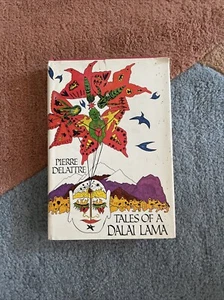 PIERRE
DELATTRE
TALES OF A
DALAI LAMA